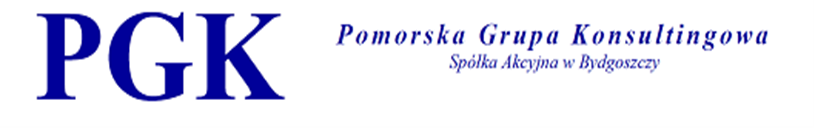 PGK
Pomorska Grupa Konsultingowa
Spółka Akcyjna w Bydgoszczy